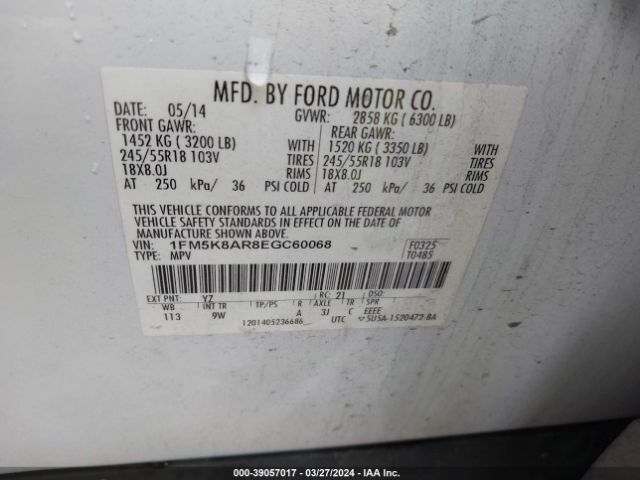 MFD. BY FORD MOTOR CO.
DATE: 05/14 GVWR: 2858 KG ( 6300 LB)
FRONT GAWR: REAR GAWR:
1452 KG ( 3200 LB) WITH 1520 KG ( 3350 LB) WITH
245/55R18 103V TIRES 245/55R18 103V TIRES
18X8.0J RIMS 18X8.0J RIMS
AT 250 kPa/ 36 PSI COLD AT 250 kPa/ 36 PSI COLD
THIS VEHICLE CONFORMS TO ALL APPLICABLE FEDERAL MOTOR
VEHICLE SAFETY STANDARDS IN EFFECT ON THE DATE OF
MANUFACTURE SHOWN ABOVE.
VIN: 1FM5K8AR8EGC60068 F0325
TYPE: MPV T0485
EXT PNT: YZ RC: 21 DSO:
WB INT TR TP/PS R AXLE TR SPR
113 9W A 3J C EEEE
1201405236686 UTC
000-39057017 - 03/27/2024 - IAA Inc.